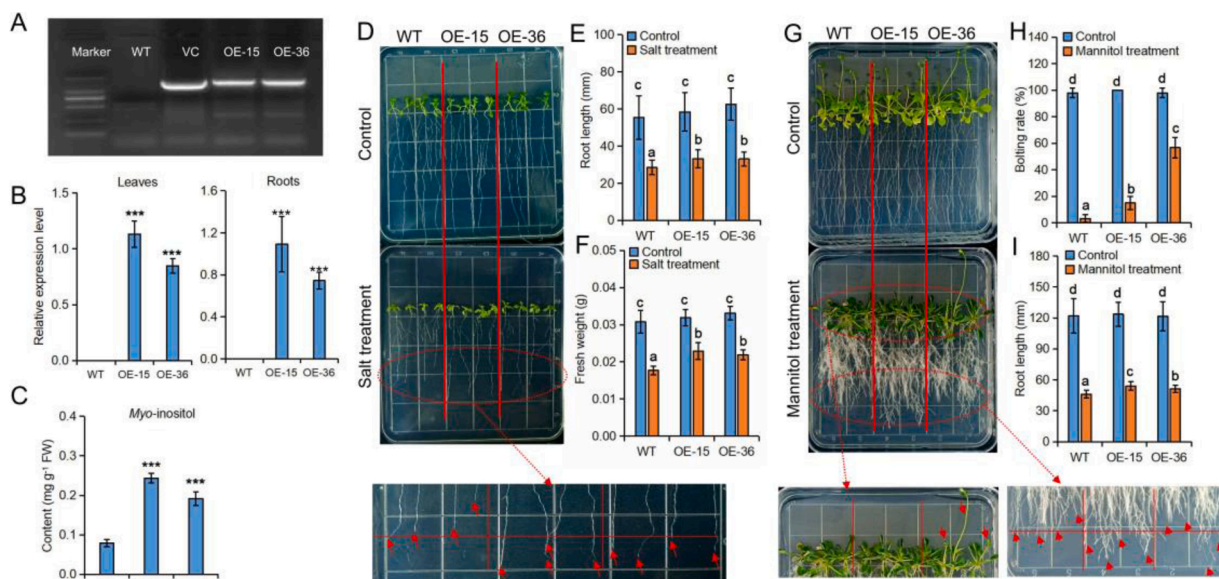 A
Marker WT VC OE-15 OE-36
B
Leaves
Relative expression level
1.5
1.0
0.5
0.0
WT OE-15 OE-36
Roots
1.6
1.2
0.8
0.4
0.0
WT OE-15 OE-36
*** ***
*** ***
C
Myo-inositol
Content (mg g-1 FW)
0.4
0.3
0.2
0.1
0.0
*** ***
D
WT OE-15 OE-36
Control
Salt treatment
E
Control
Salt treatment
Root length (mm)
100
80
60
40
20
0
c a c b c b
WT OE-15 OE-36
F
Control
Salt treatment
Fresh weight (g)
0.05
0.04
0.03
0.02
0.01
0.00
c a c b c b
WT OE-15 OE-36
G
WT OE-15 OE-36
Control
Mannitol treatment
H
Control
Mannitol treatment
Bolting rate (%)
140
120
100
80
60
40
20
0
d a d b d c
WT OE-15 OE-36
I
Control
Mannitol treatment
Root length (mm)
180
150
120
90
60
30
0
d a d c d b
WT OE-15 OE-36